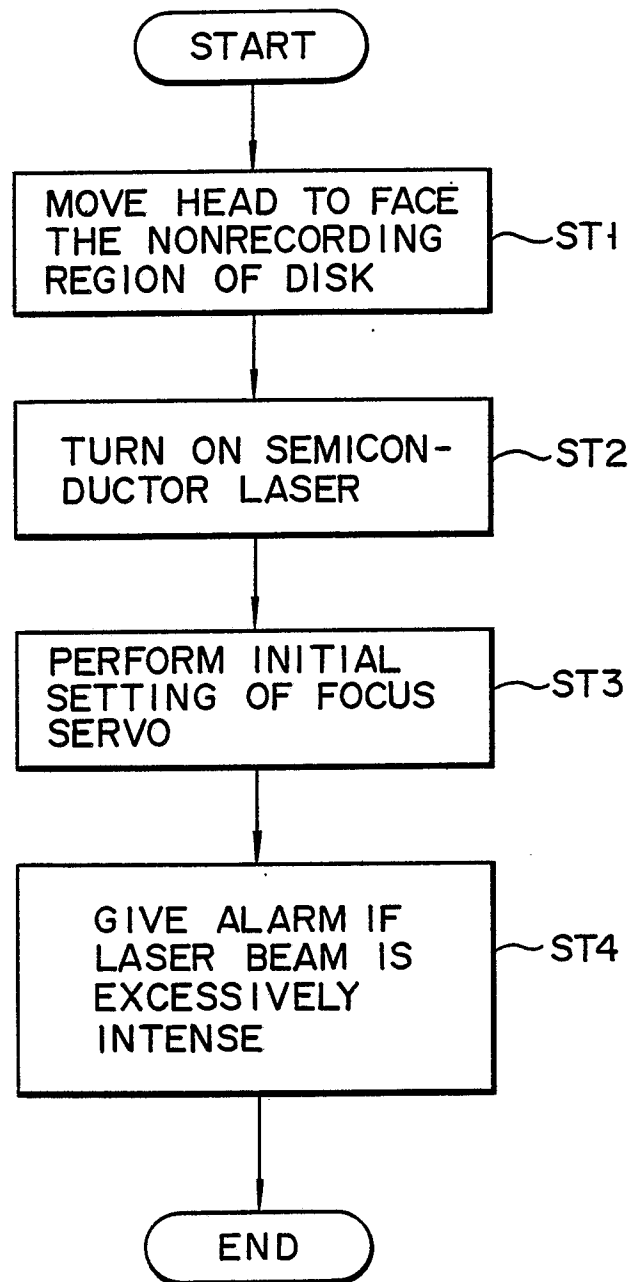 START
MOVE HEAD TO FACE
THE NONRECORDING
REGION OF DISK
ST1
TURN ON SEMICON-
DUCTOR LASER
ST2
PERFORM INITIAL
SETTING OF FOCUS
SERVO
ST3
GIVE ALARM IF
LASER BEAM IS
EXCESSIVELY
INTENSE
ST4
END